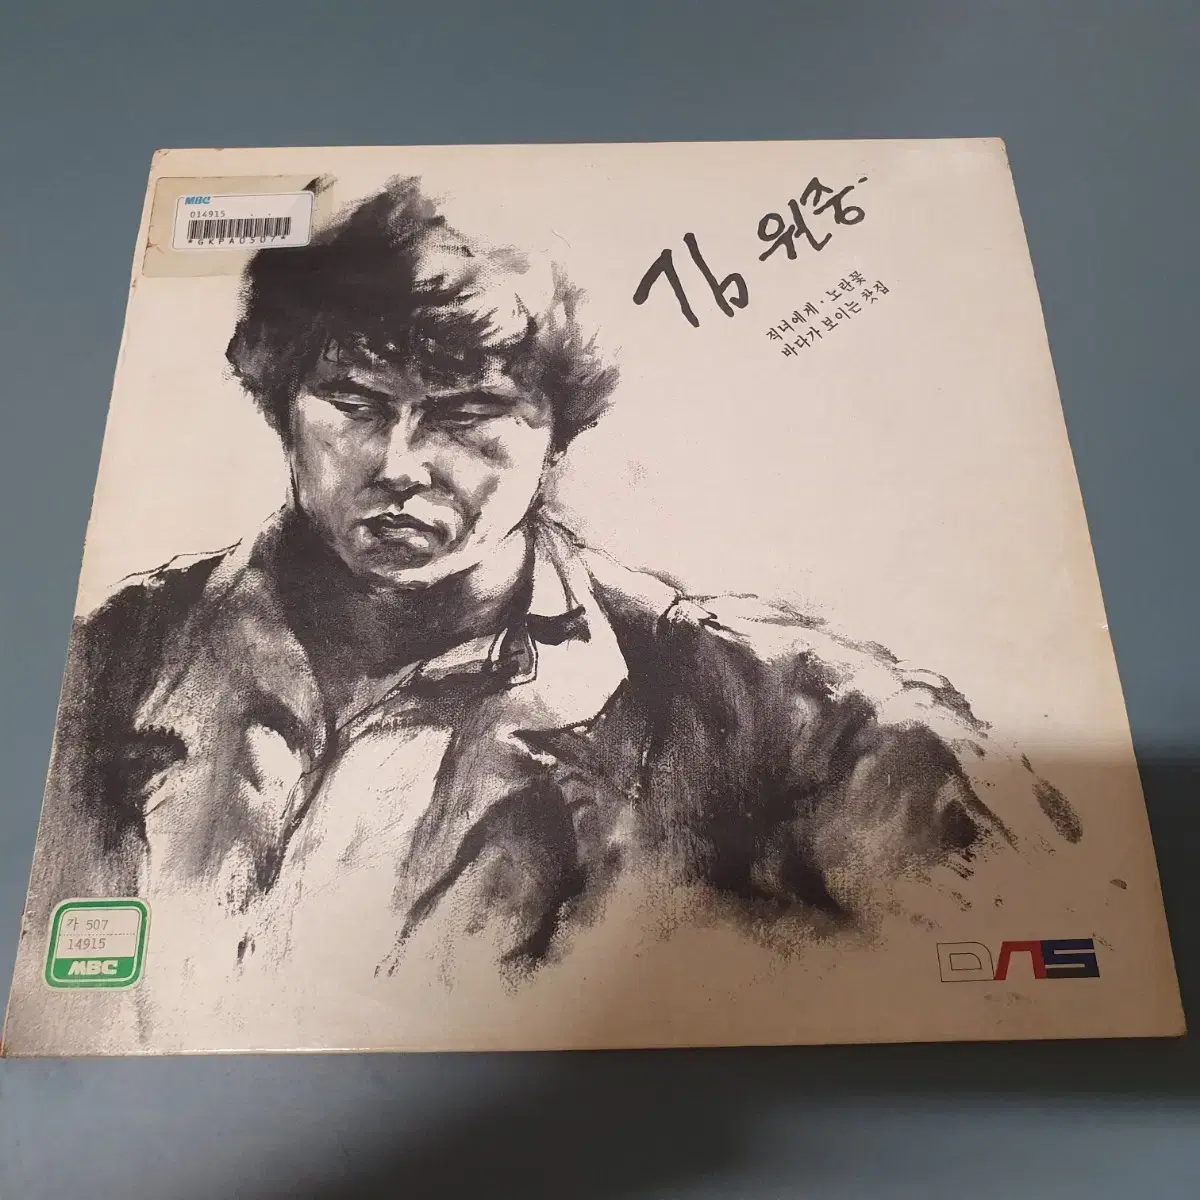 MBC
014915
*GKPA0507*
김 원중
직녀에게 · 노란꽃
바다가 보이는 찻집
가 507
14915
MBC
DAS